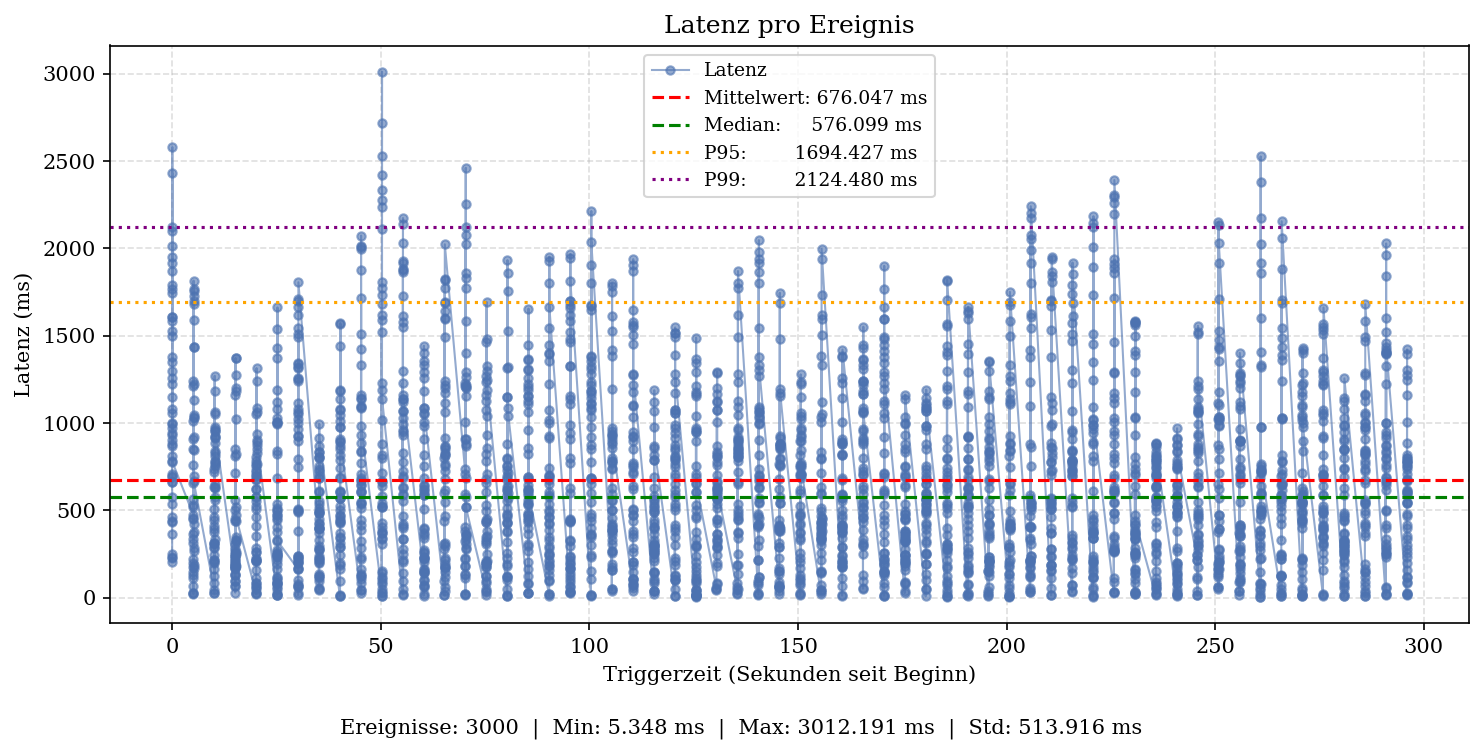 Latenz pro Ereignis
Latenz
Mittelwert: 676.047 ms
Median: 576.099 ms
P95: 1694.427 ms
P99: 2124.480 ms
Latenz (ms)
3000
2500
2000
1500
1000
500
0
0 50 100 150 200 250 300
Triggerzeit (Sekunden seit Beginn)
Ereignisse: 3000 | Min: 5.348 ms | Max: 3012.191 ms | Std: 513.916 ms